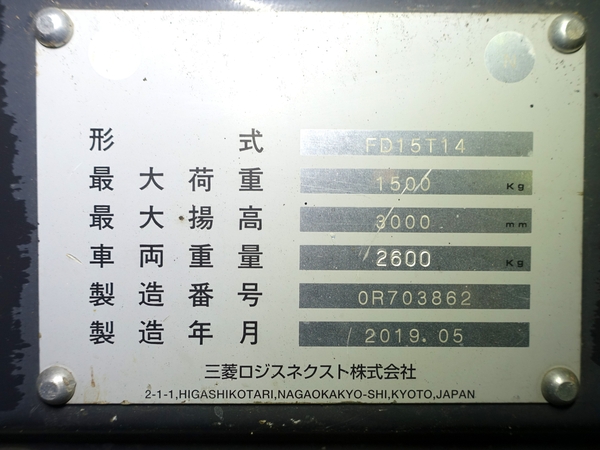 形式 FD15T14
最大荷重 1500 Kg
最大揚高 3000 mm
車両重量 2600 Kg
製造番号 0R703862
製造年月 2019.05
三菱ロジスネクスト株式会社
2-1-1,HIGASHIKOTARI,NAGAOKAKYO-SHI,KYOTO,JAPAN